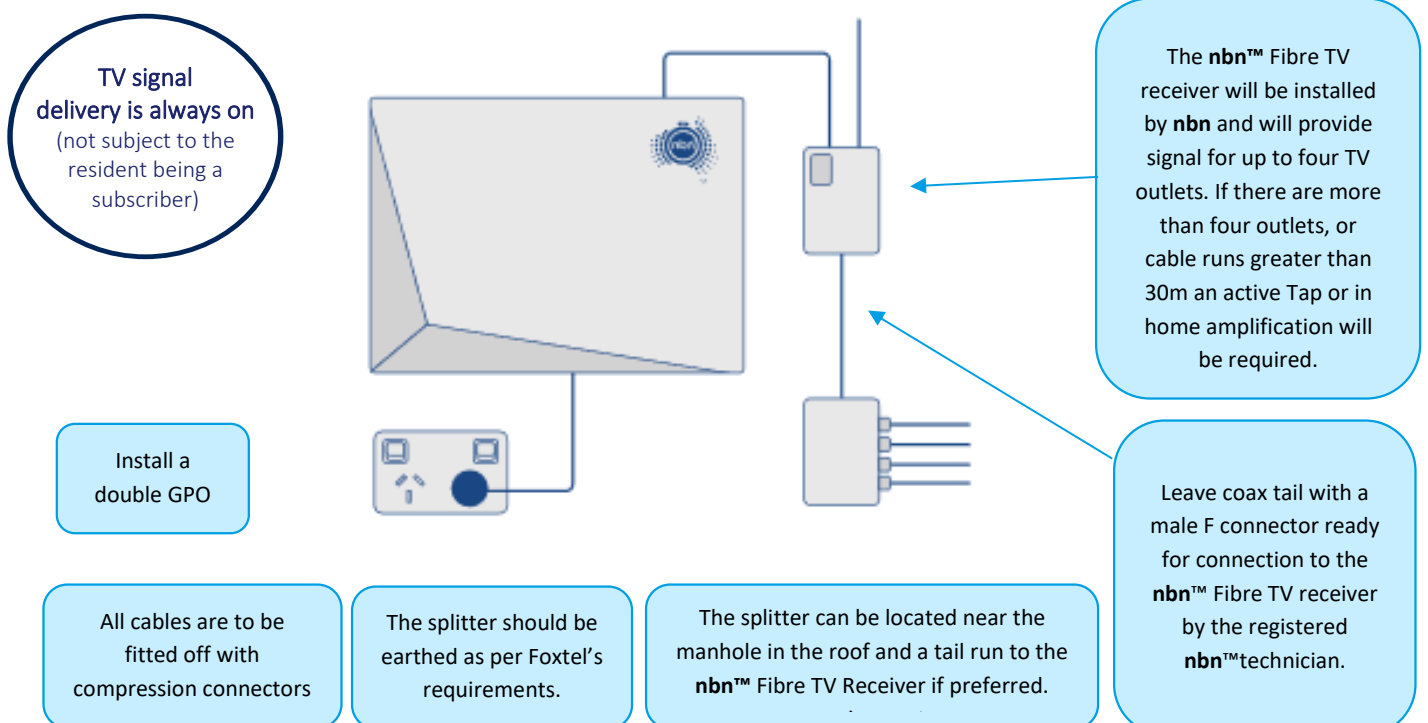 TV signal
delivery is always on
(not subject to the
resident being a
subscriber)
nbn
The nbn™ Fibre TV
receiver will be installed
by nbn and will provide
signal for up to four TV
outlets. If there are more
than four outlets, or
cable runs greater than
30m an active Tap or in
home amplification will
be required.
Install a
double GPO
Leave coax tail with a
male F connector ready
for connection to the
nbn™ Fibre TV receiver
by the registered
nbn™technician.
All cables are to be
fitted off with
compression connectors
The splitter should be
earthed as per Foxtel’s
requirements.
The splitter can be located near the
manhole in the roof and a tail run to the
nbn™ Fibre TV Receiver if preferred.